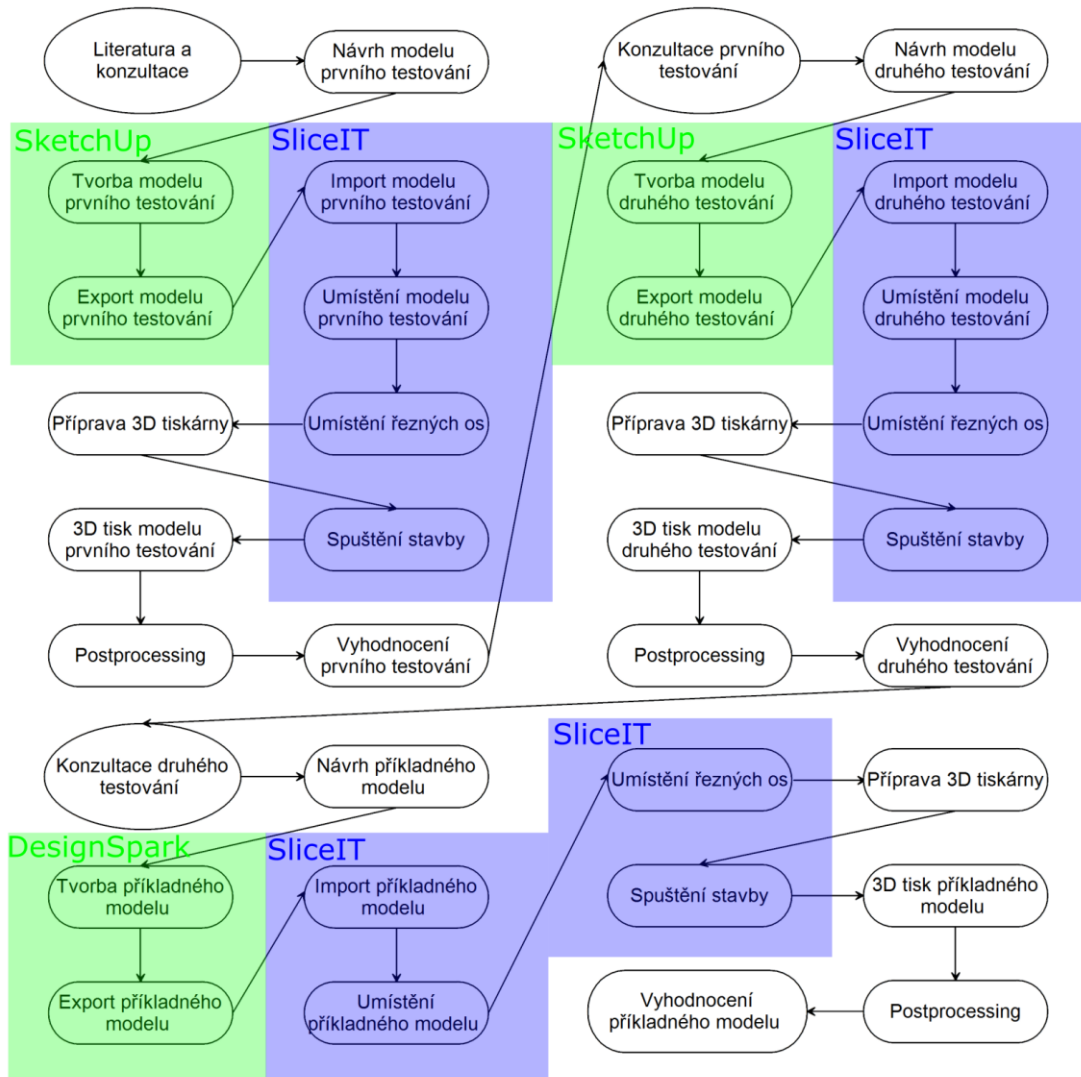 Literatura a
konzultace
Návrh modelu
prvního testování
SketchUp
Tvorba modelu
prvního testování
Export modelu
prvního testování
SliceIT
Import modelu
prvního testování
Umístění modelu
prvního testování
Umístění řezných os
Příprava 3D tiskárny
Spuštění stavby
3D tisk modelu
prvního testování
Postprocessing
Vyhodnocení
prvního testování
Konzultace prvního
testování
Návrh modelu
druhého testování
SketchUp
Tvorba modelu
druhého testování
Export modelu
druhého testování
SliceIT
Import modelu
druhého testování
Umístění modelu
druhého testování
Umístění řezných os
Příprava 3D tiskárny
Spuštění stavby
3D tisk modelu
druhého testování
Postprocessing
Vyhodnocení
druhého testování
Konzultace druhého
testování
Návrh příkladného
modelu
DesignSpark
Tvorba příkladného
modelu
Export příkladného
modelu
SliceIT
Import příkladného
modelu
Umístění
příkladného modelu
SliceIT
Umístění řezných os
Příprava 3D tiskárny
Spuštění stavby
3D tisk příkladného
modelu
Postprocessing
Vyhodnocení
příkladného modelu